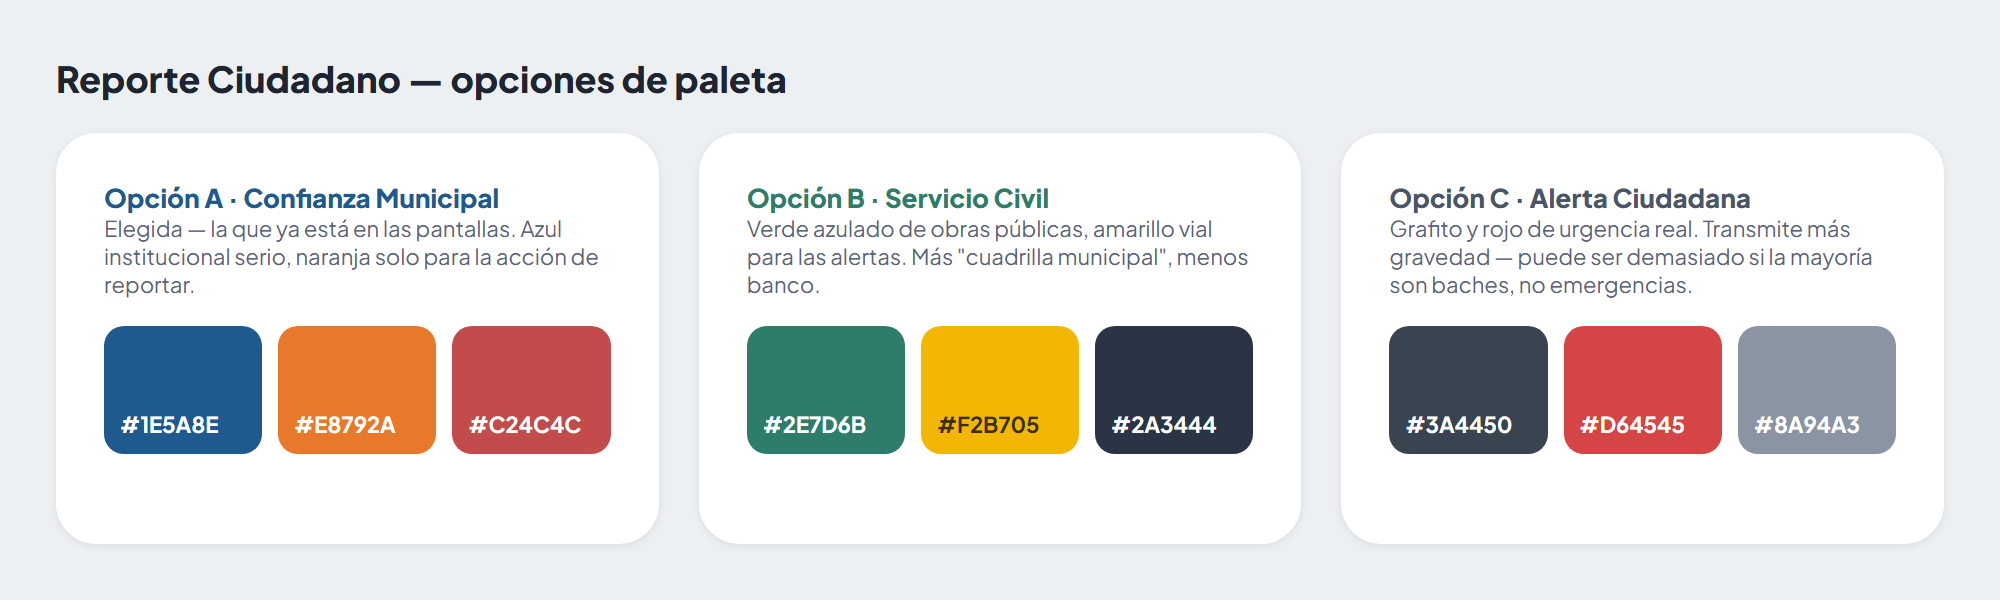 Reporte Ciudadano — opciones de paleta
Opción A · Confianza Municipal
Elegida — la que ya está en las pantallas. Azul
institucional serio, naranja solo para la acción de
reportar.
#1E5A8E
#E8792A
#C24C4C
Opción B · Servicio Civil
Verde azulado de obras públicas, amarillo vial
para las alertas. Más "cuadrilla municipal", menos
banco.
#2E7D6B
#F2B705
#2A3444
Opción C · Alerta Ciudadana
Grafito y rojo de urgencia real. Transmite más
gravedad — puede ser demasiado si la mayoría
son baches, no emergencias.
#3A4450
#D64545
#8A94A3